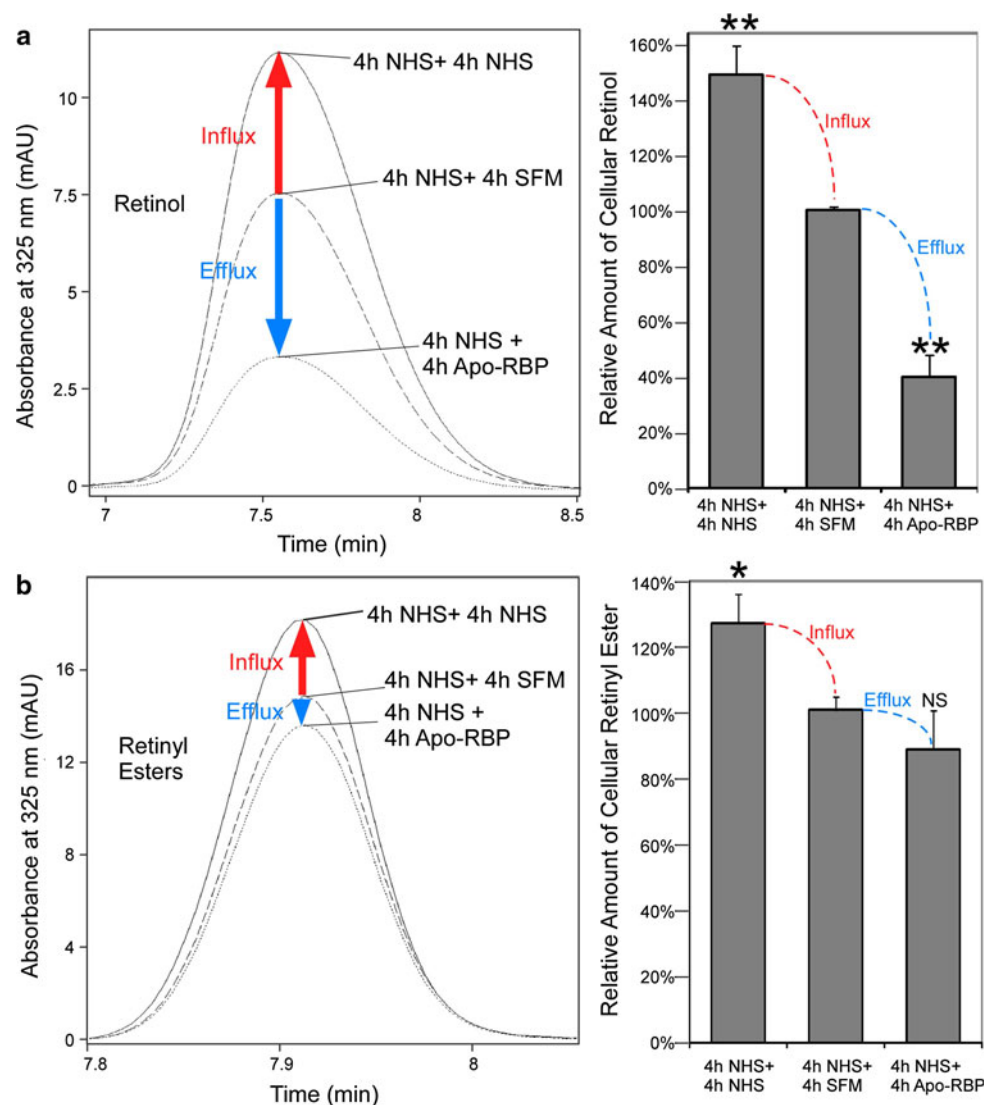 a
4h NHS+ 4h NHS
Influx
4h NHS+ 4h SFM
Retinol
Efflux
4h NHS +
4h Apo-RBP
Absorbance at 325 nm (mAU)
10
7.5
5
2.5
0
7
7.5
8
8.5
Time (min)
Relative Amount of Cellular Retinol
160%
140%
120%
100%
80%
60%
40%
20%
0%
**
Influx
Efflux
**
4h NHS+
4h NHS
4h NHS+
4h SFM
4h NHS+
4h Apo-RBP
b
4h NHS+ 4h NHS
Influx
4h NHS+ 4h SFM
Efflux
4h NHS +
4h Apo-RBP
Retinyl
Esters
Absorbance at 325 nm (mAU)
16
12
8
4
0
7.8
7.9
8
Time (min)
Relative Amount of Cellular Retinyl Ester
140%
120%
100%
80%
60%
40%
20%
0%
*
Influx
Efflux
NS
4h NHS+
4h NHS
4h NHS+
4h SFM
4h NHS+
4h Apo-RBP